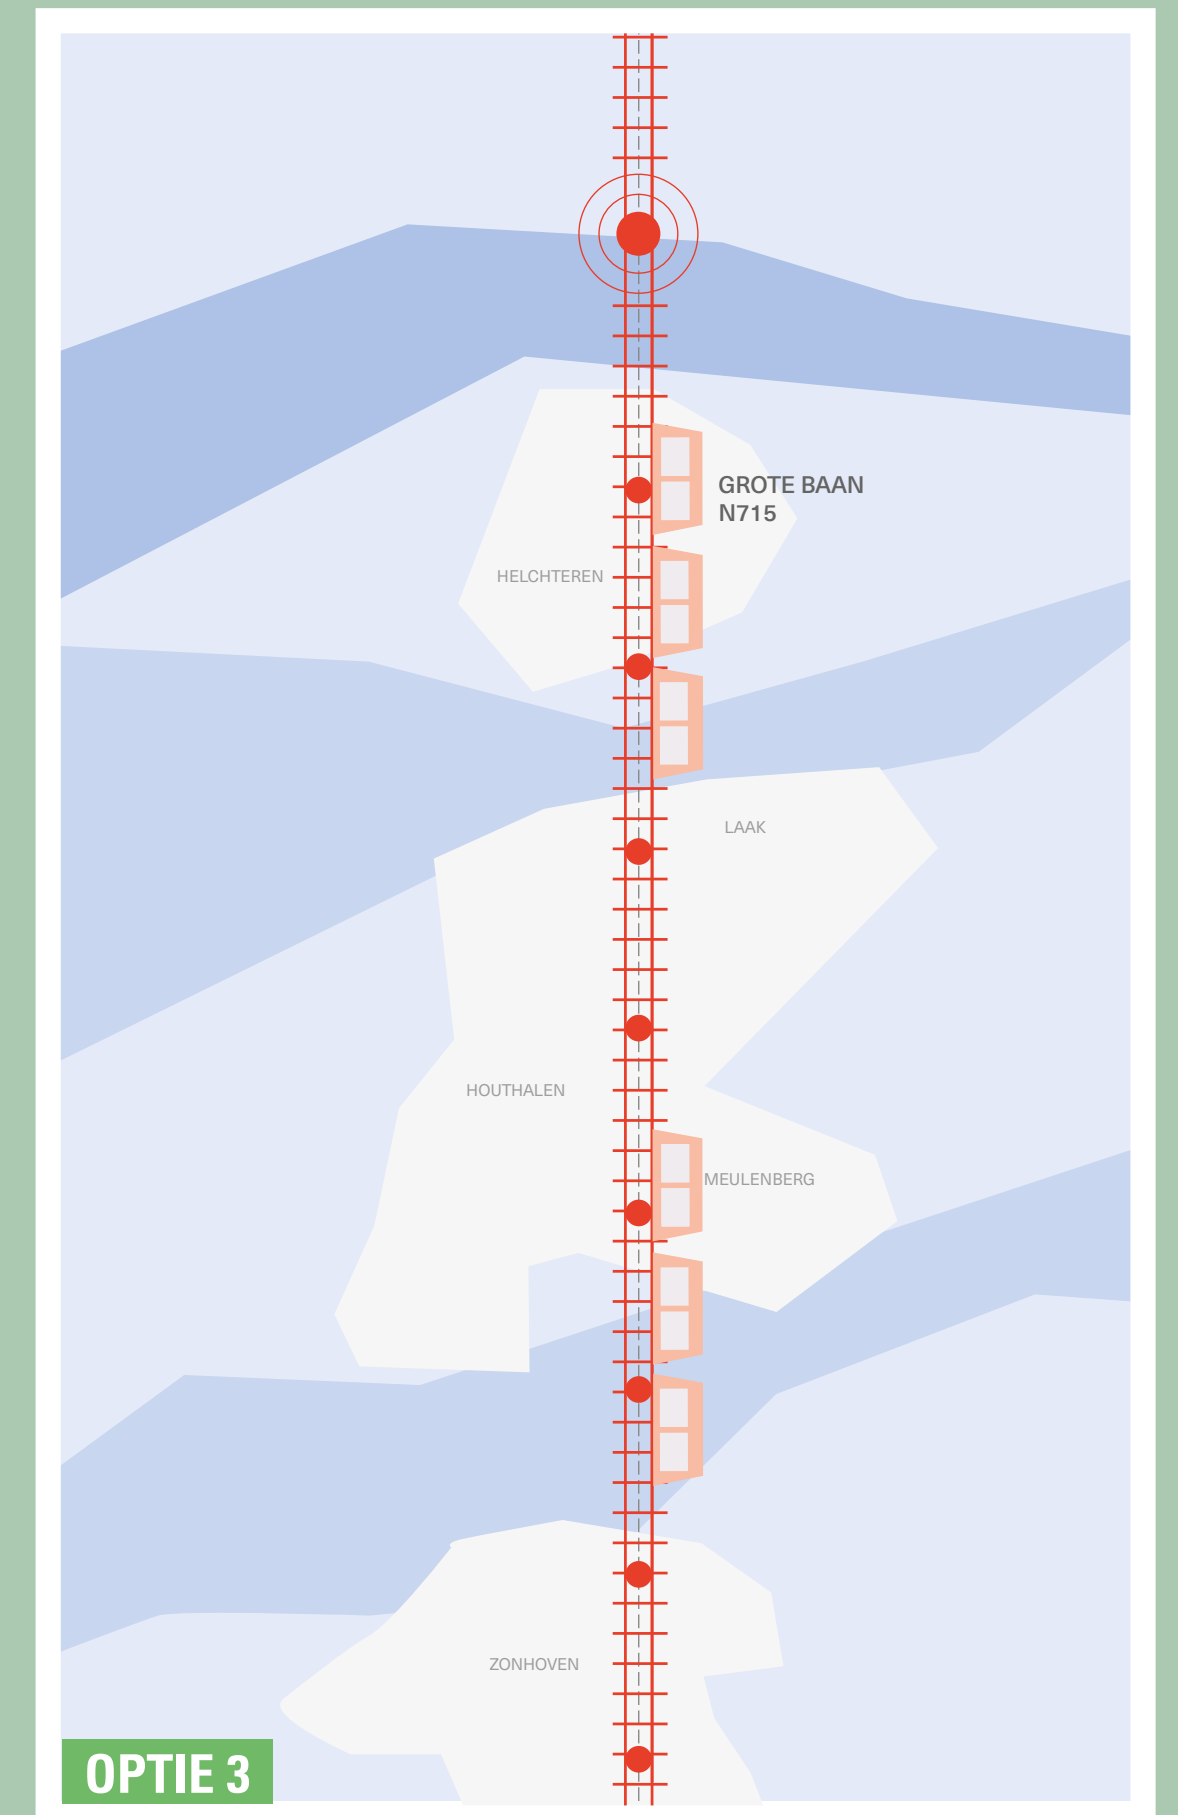 GROTE BAAN
N715
HELCHTEREN
LAAK
HOUTHALEN
MEULENBERG
ZONHOVEN
OPTIE 3